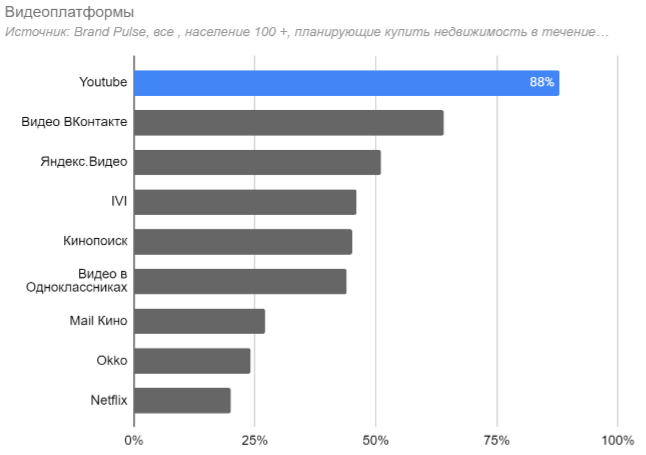 Видеоплатформы
Источник: Brand Pulse, все , население 100 +, планирующие купить недвижимость в течение…
Youtube
88%
Видео ВКонтакте
Яндекс.Видео
IVI
Кинопоиск
Видео в
Одноклассниках
Mail Кино
Okko
Netflix
0%
25%
50%
75%
100%